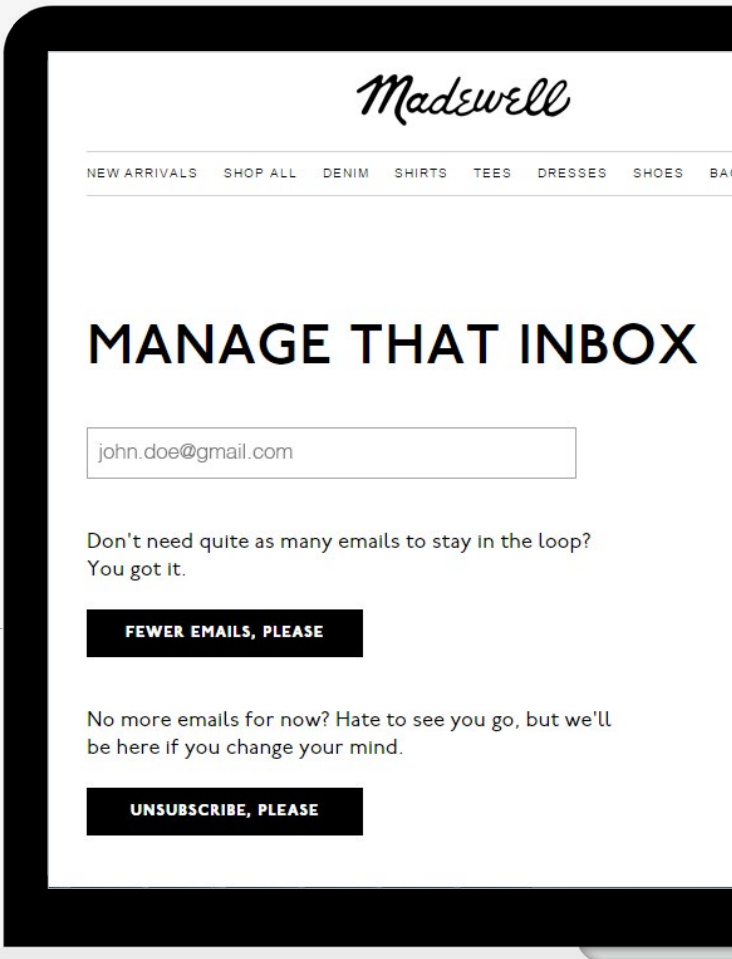 Madewell
NEW ARRIVALS SHOP ALL DENIM SHIRTS TEES DRESSES SHOES
MANAGE THAT INBOX
john.doe@gmail.com
Don't need quite as many emails to stay in the loop?
You got it.
FEWER EMAILS, PLEASE
No more emails for now? Hate to see you go, but we'll
be here if you change your mind.
UNSUBSCRIBE, PLEASE